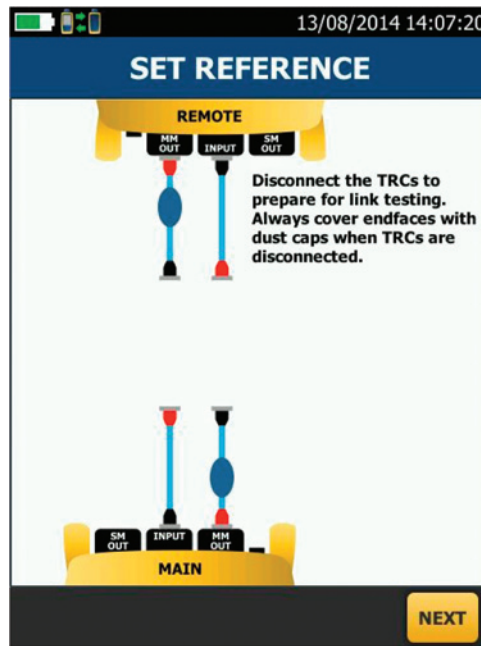 13/08/2014 14:07:20
SET REFERENCE
REMOTE
MM OUT
INPUT
SM OUT
Disconnect the TRCs to
prepare for link testing.
Always cover endfaces with
dust caps when TRCs are
disconnected.
SM OUT
INPUT
MM OUT
MAIN
NEXT